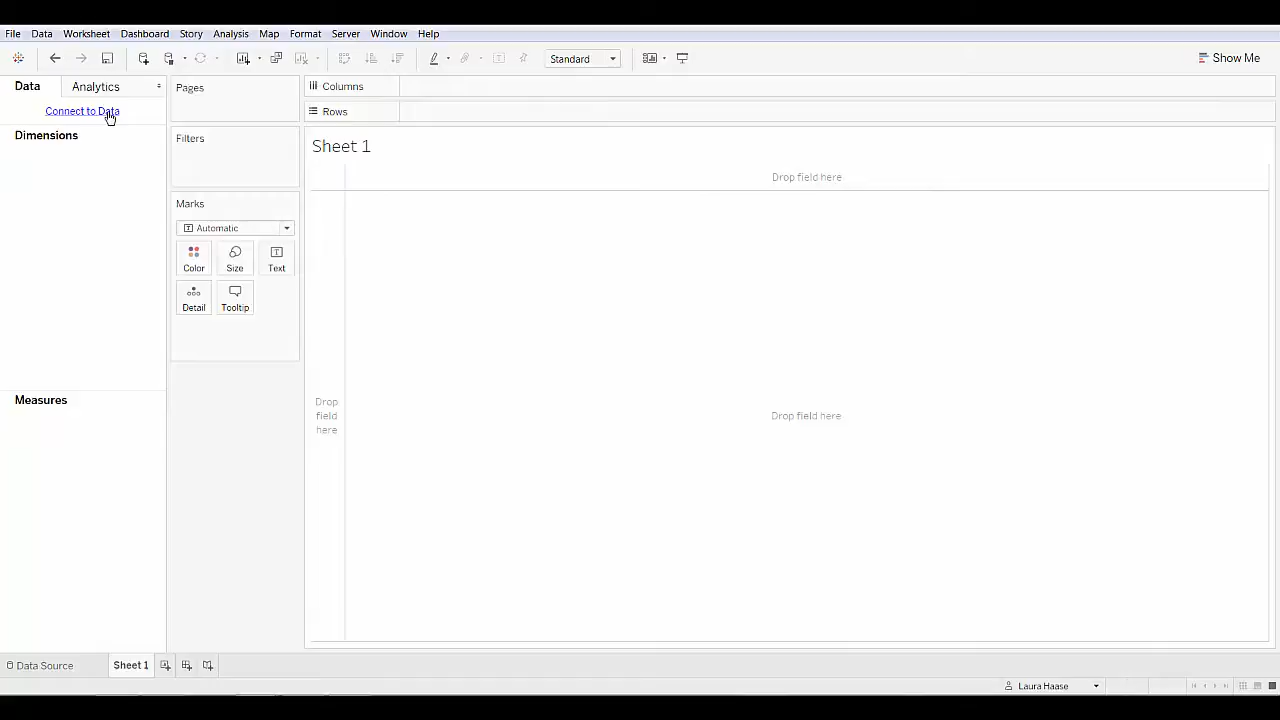 File Data Worksheet Dashboard Story Analysis Map Format Server Window Help
Standard
Show Me
Data Analytics
Connect to Data
Dimensions
Measures
Pages
Filters
Marks
Automatic
Color Size Text
Detail Tooltip
Columns
Rows
Sheet 1
Drop field here
Drop
field
here
Drop field here
Data Source Sheet 1
Laura Haase